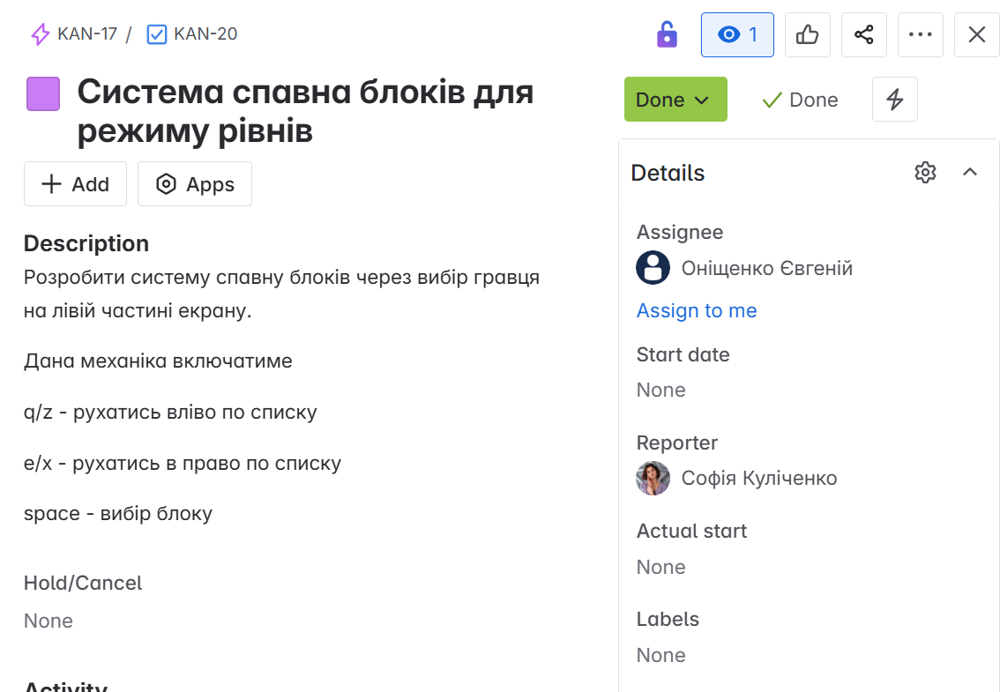 KAN-17 / KAN-20
1
Система спавна блоків для
режиму рівнів
Add
Apps
Description
Розробити систему спавну блоків через вибір гравця
на лівій частині екрану.
Дана механіка включатиме
q/z - рухатись вліво по списку
e/x - рухатись в право по списку
space - вибір блоку
Hold/Cancel
None
Activity
Done
Done
Details
Assignee
Оніщенко Євгеній
Assign to me
Start date
None
Reporter
Софія Куліченко
Actual start
None
Labels
None